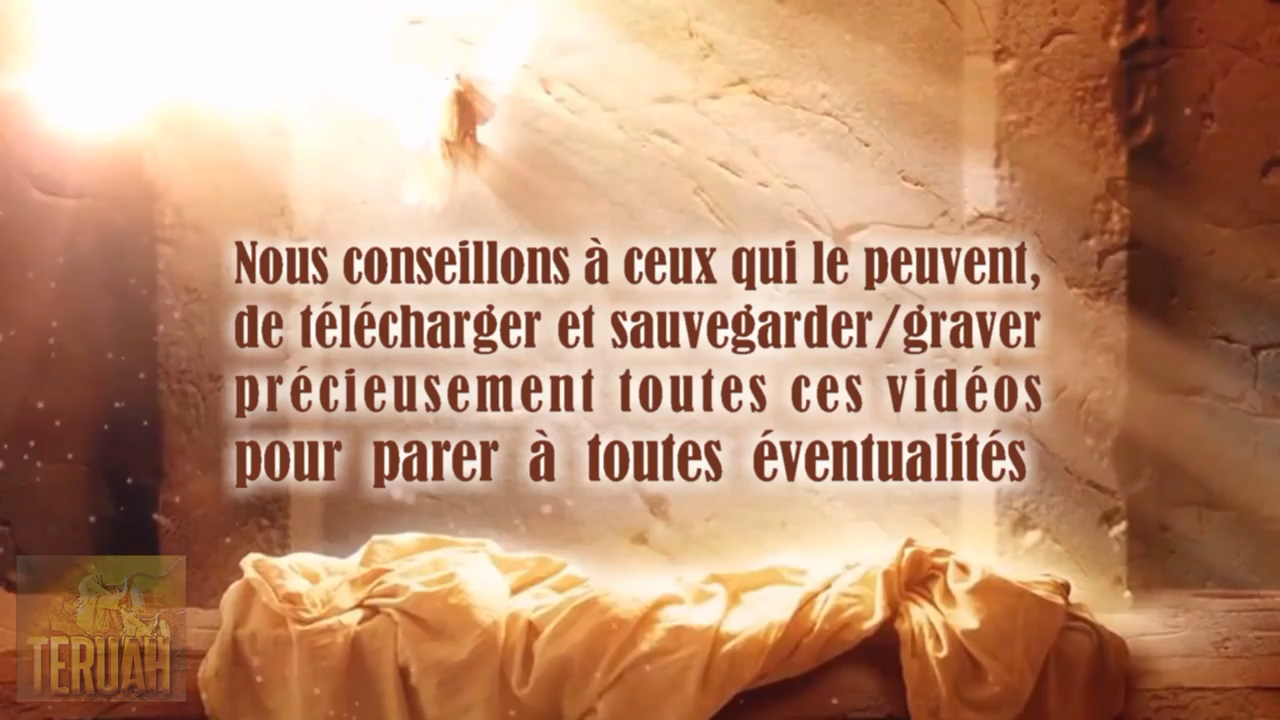 Nous conseillons à ceux qui le peuvent,
de télécharger et sauvegarder/graver
précieusement toutes ces vidéos
pour parer à toutes éventualités
TERUAH